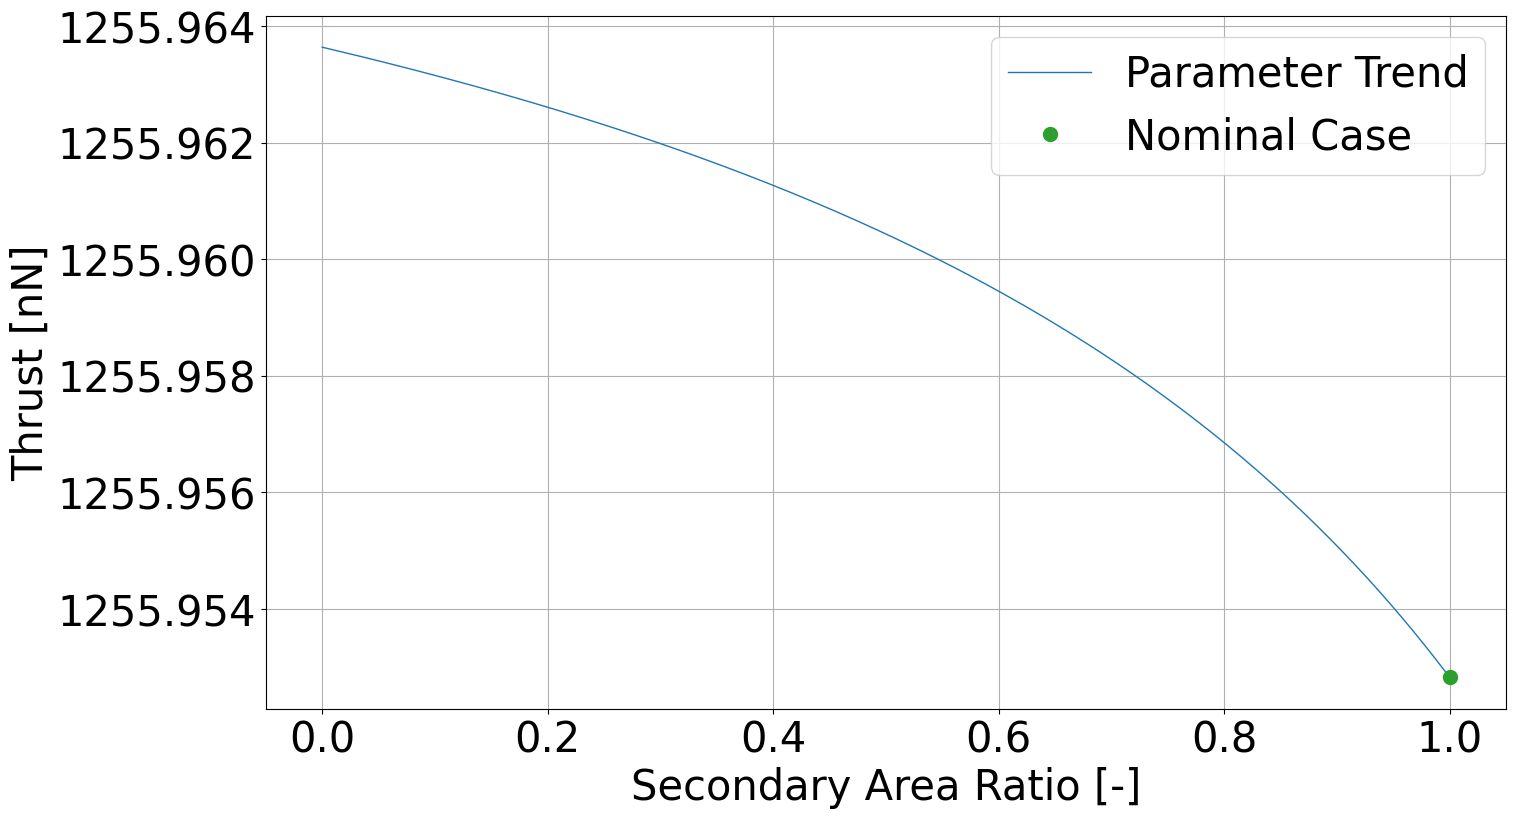 Thrust [nN]
1255.964
1255.962
1255.960
1255.958
1255.956
1255.954
Parameter Trend
Nominal Case
0.0 0.2 0.4 0.6 0.8 1.0
Secondary Area Ratio [-]